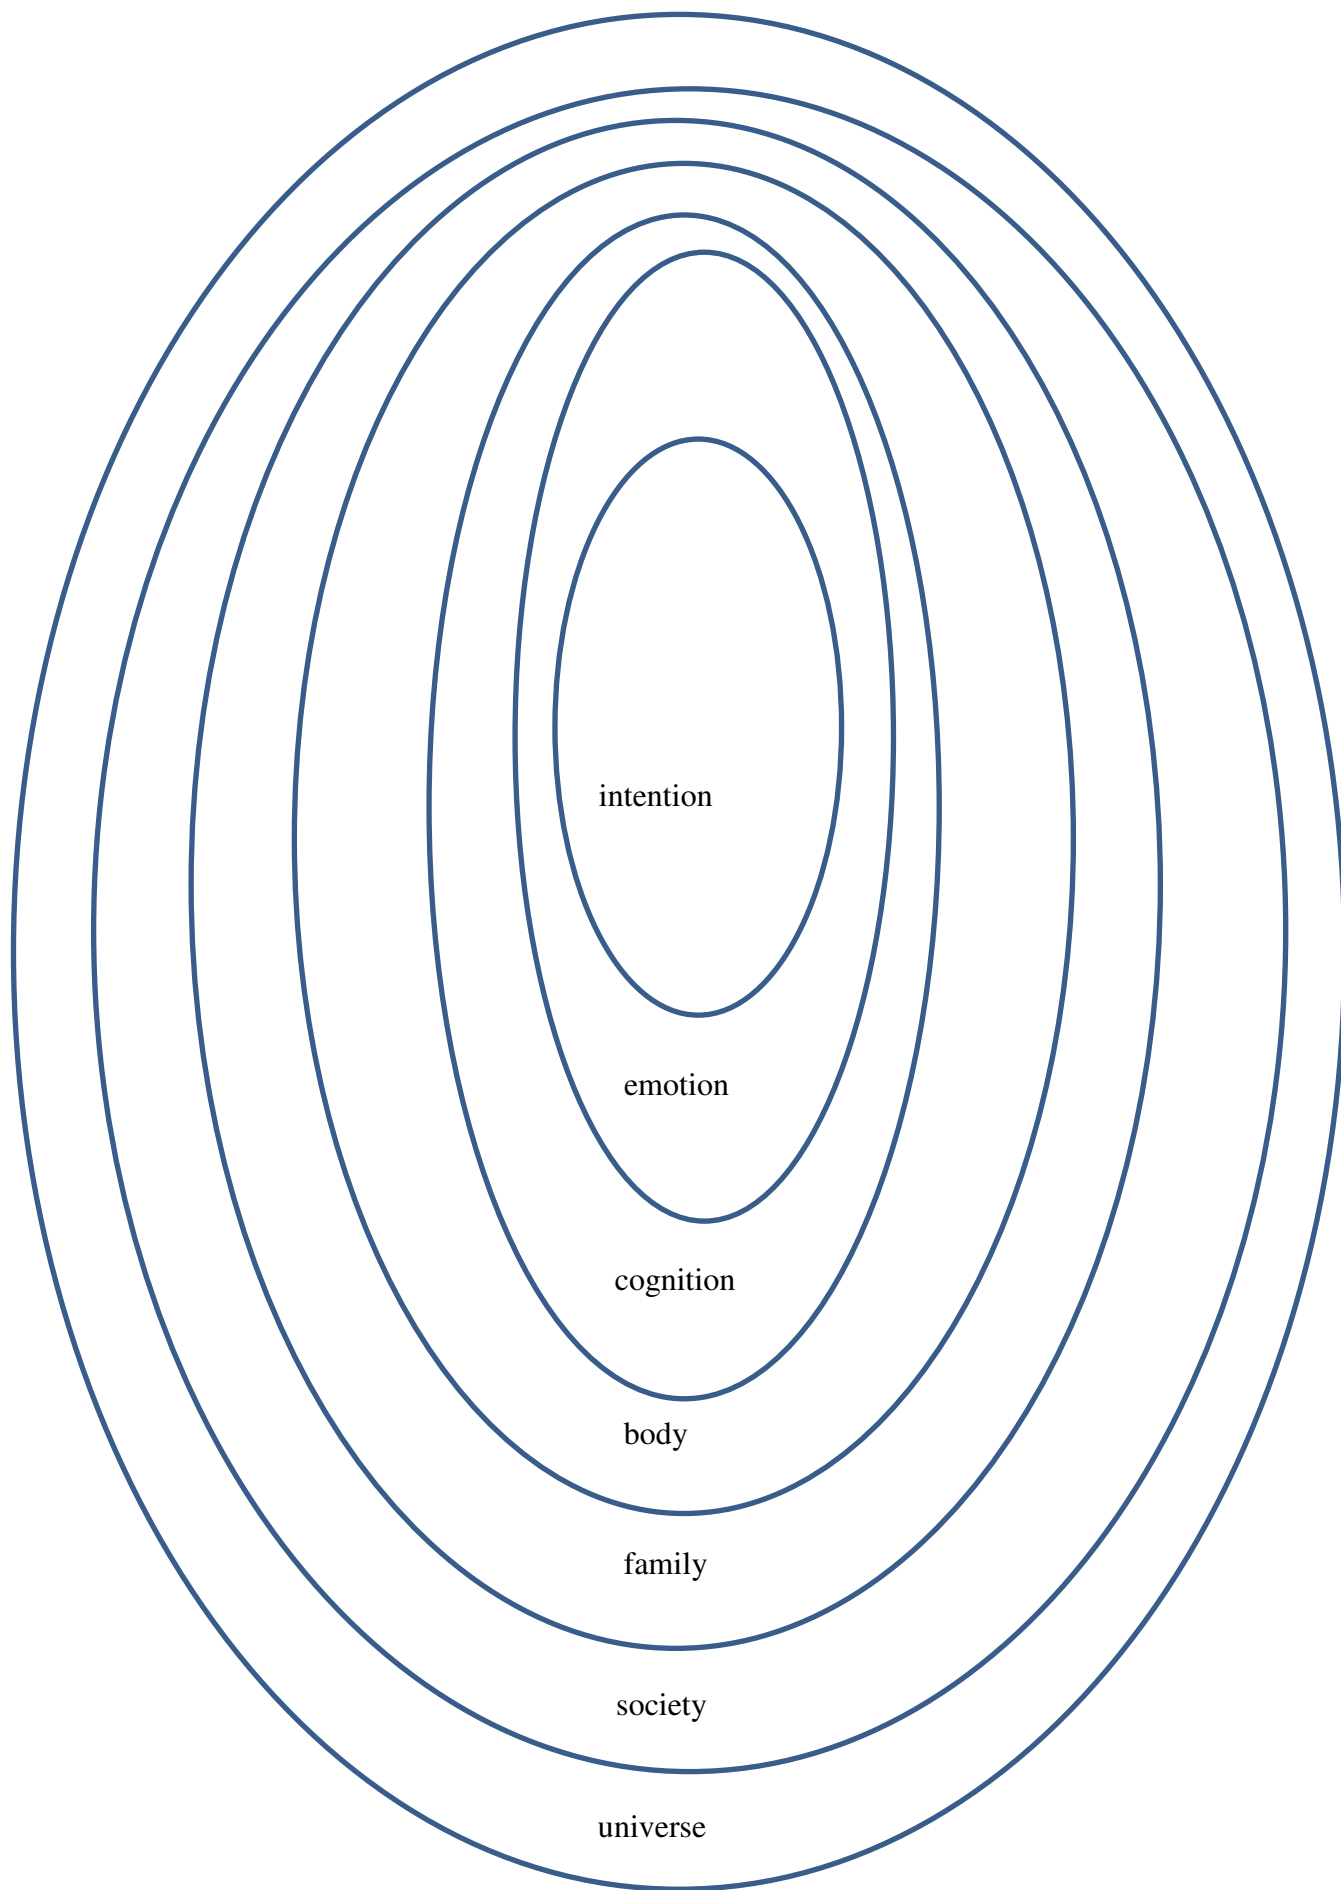 intention
emotion
cognition
body
family
society
universe